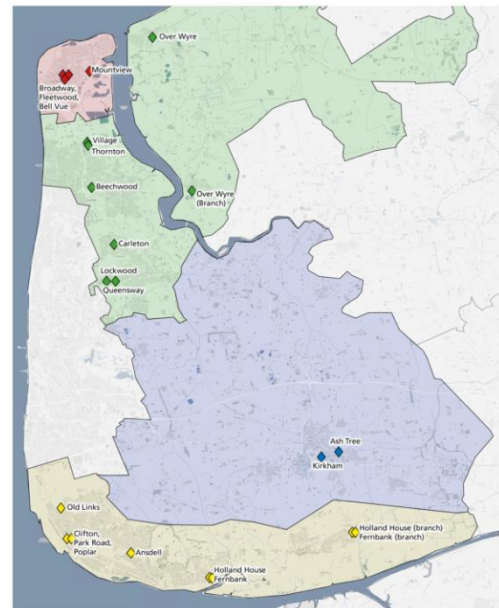 Over Wyre
Mountview
Broadway,
Fleetwood,
Bell Vue
Village
Thornton
Beechwood
Over Wyre
(Branch)
Carleton
Lockwood
Queensway
Ash Tree
Kirkham
Old Links
Clifton,
Park Road,
Poplar
Ansdell
Holland House (branch)
Fernbank (branch)
Holland House
Fernbank